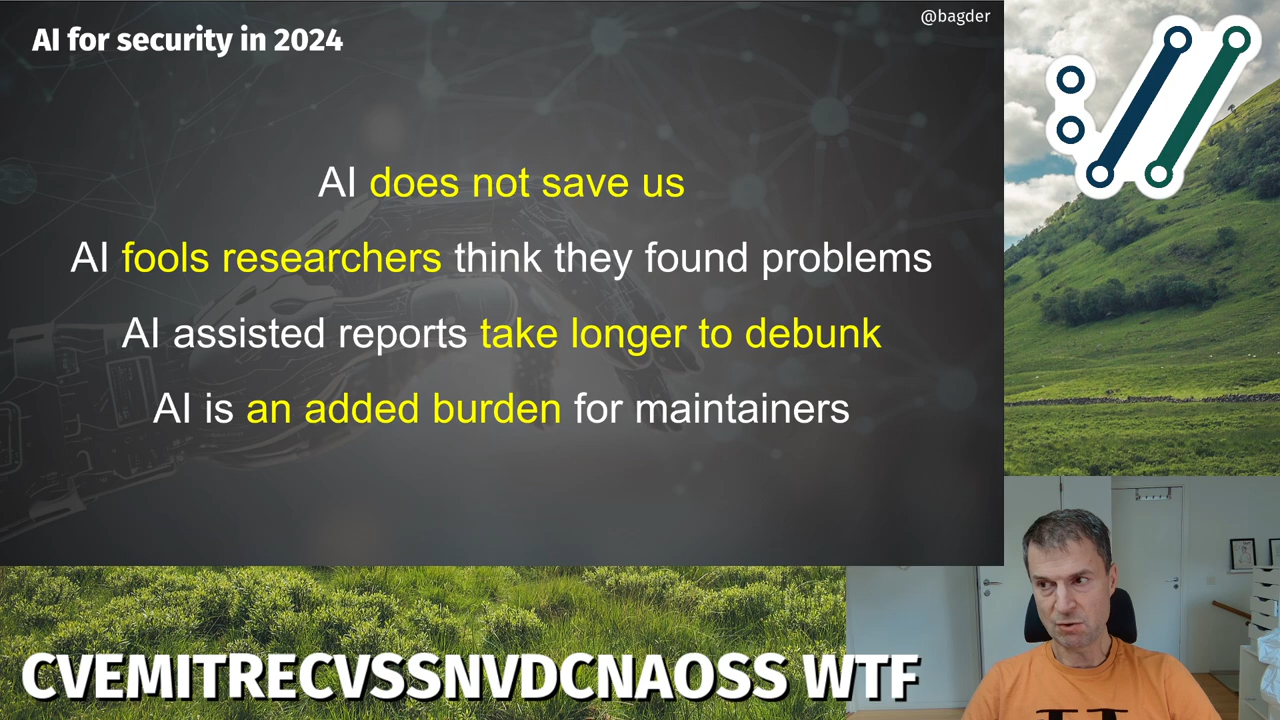 @bagder
AI for security in 2024
AI does not save us
AI fools researchers think they found problems
AI assisted reports take longer to debunk
AI is an added burden for maintainers
CVEMITRECVSSNVDCNAOSS WTF